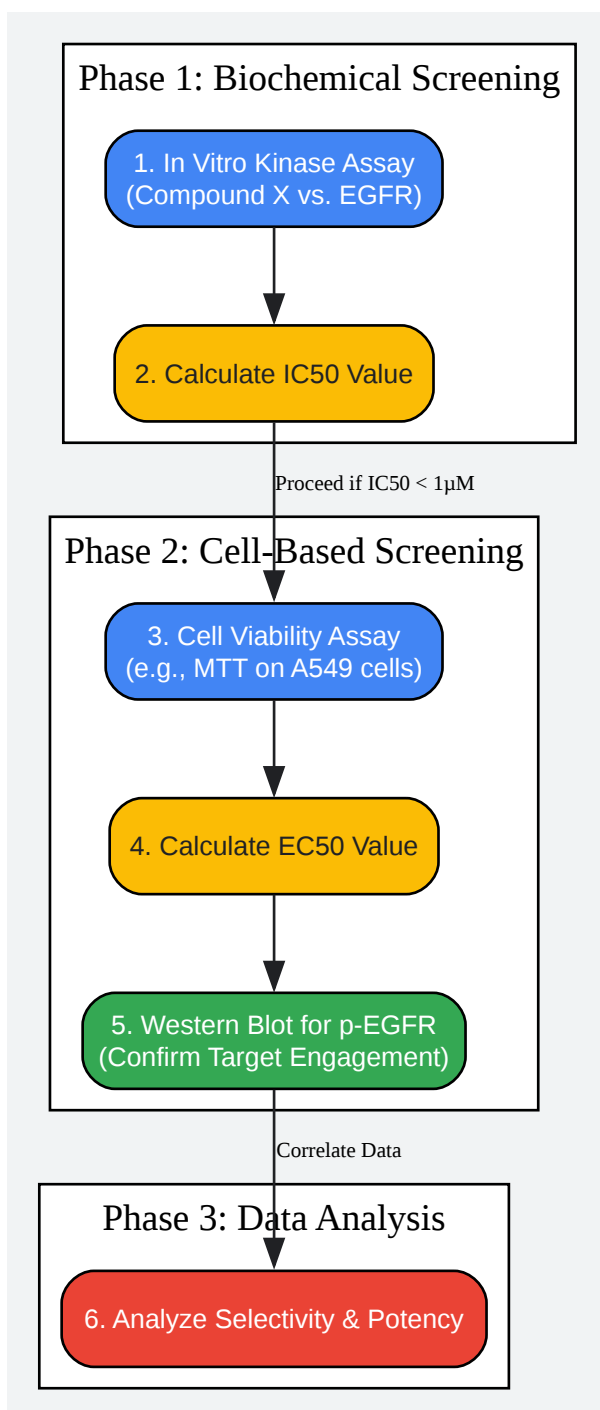 Phase 1: Biochemical Screening
1. In Vitro Kinase Assay
(Compound X vs. EGFR)
2. Calculate IC50 Value
Proceed if IC50 < 1µM
Phase 2: Cell-Based Screening
3. Cell Viability Assay
(e.g., MTT on A549 cells)
4. Calculate EC50 Value
5. Western Blot for p-EGFR
(Confirm Target Engagement)
Correlate Data
Phase 3: Data Analysis
6. Analyze Selectivity & Potency